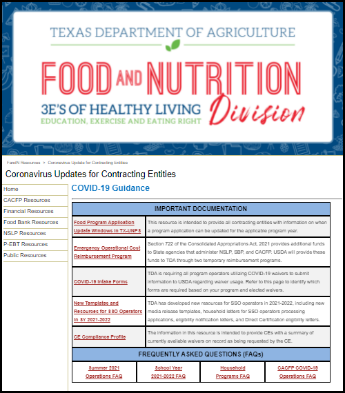 TEXAS DEPARTMENT OF AGRICULTURE
FOOD AND NUTRITION
3E'S OF HEALTHY LIVING
EDUCATION, EXERCISE AND EATING RIGHT
Division
Coronavirus Updates for Contracting Entities
Coronavirus Updates for Contracting Entities
Home
CACFP Resources
Financial Resources
Food Bank Resources
NSLP Resources
P-EBT Resources
Public Resources
COVID-19 Guidance
IMPORTANT DOCUMENTATION
Food Program Application
Update Windows in TX-UNPS
This resource is intended to provide all contracting entities with information on when
a program application can be updated for the applicable program year.
Emergency Operational Cost
Reimbursement Program
Section 722 of the Consolidated Appropriations Act, 2021 provides additional funds
to State agencies that administer NSLP, SBP, and CACFP. USDA will provide these
funds to TDA through two temporary reimbursement programs.
COVID-19 Intake Forms
TDA is requiring all program operators utilizing COVID-19 waivers to submit
information to USDA regarding waiver usage. Refer to this page to identify which
forms are required based on your program and elected waivers.
New Templates and
Resources for SSO Operators
in SY 2021-2022
TDA has developed new resources for SSO operators in 2021-2022, including new
media release templates, household letters for SSO operators processing
applications, eligibility notification letters, and Direct Certification eligibility letters.
CE Compliance Profile
The information in this resource is intended to provide CEs with a summary of
currently available waivers on record as being requested by the CE.
FREQUENTLY ASKED QUESTIONS (FAQs)
Summer 2021
Operations FAQ
School Year
2021-2022 FAQ
Household
Programs FAQ
CACFP COVID-19
Operations FAQ